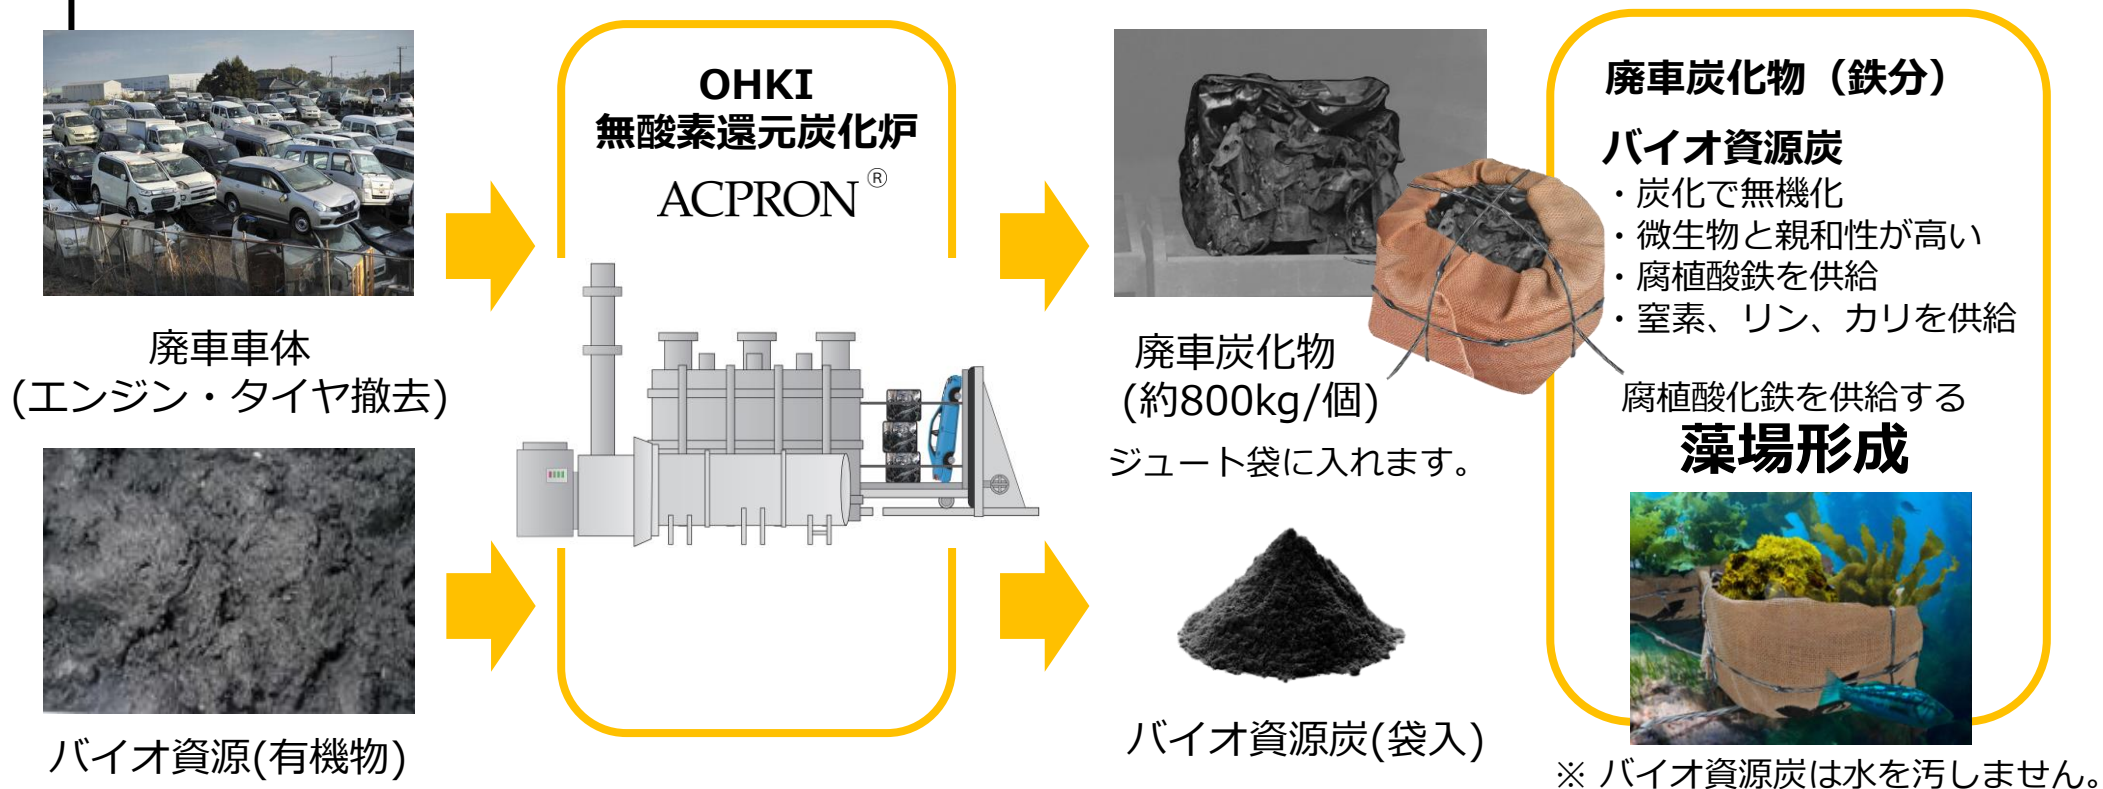 廃車車体
(エンジン・タイヤ撤去)
バイオ資源(有機物)
OHKI
無酸素還元炭化炉
ACPRON®
廃車炭化物
(約800kg/個)
ジュート袋に入れます。
バイオ資源炭(袋入)
廃車炭化物（鉄分）
バイオ資源炭
・炭化で無機化
・微生物と親和性が高い
・腐植酸鉄を供給
・窒素、リン、カリを供給
腐植酸化鉄を供給する
藻場形成
※ バイオ資源炭は水を汚しません。